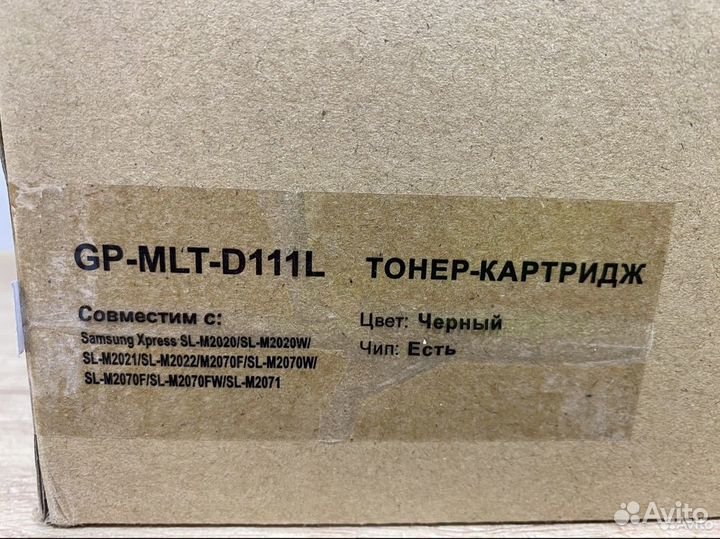 GP-MLT-D111L ТОНЕР-КАРТРИДЖ
Совместим с:
Samsung Xpress SL-M2020/SL-M2020W/
SL-M2021/SL-M2022/M2070F/SL-M2070W/
SL-M2070F/SL-M2070FW/SL-M2071
Цвет: Черный
Чип: Есть
Avito